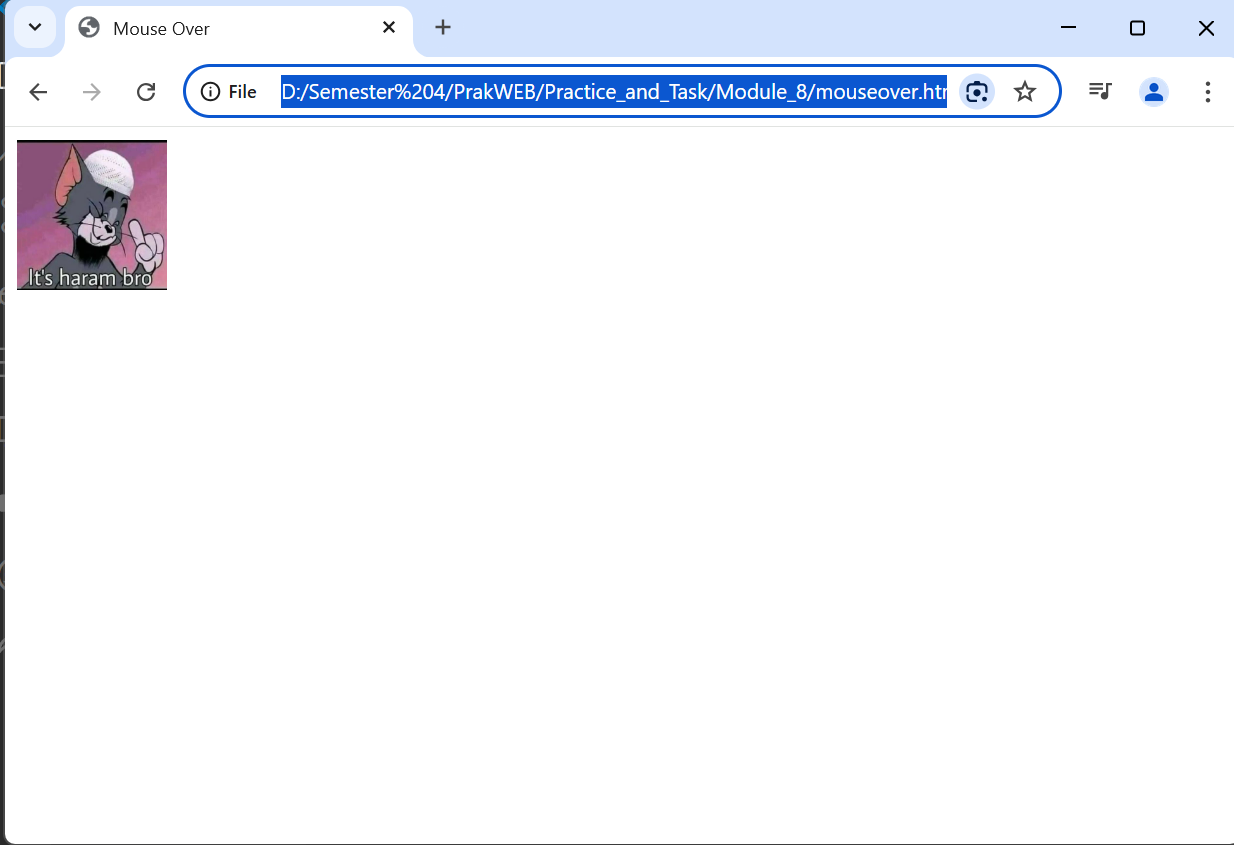 Mouse Over
File D:/Semester%204/PrakWEB/Practice_and_Task/Module_8/mouseover.htm
It's haram bro